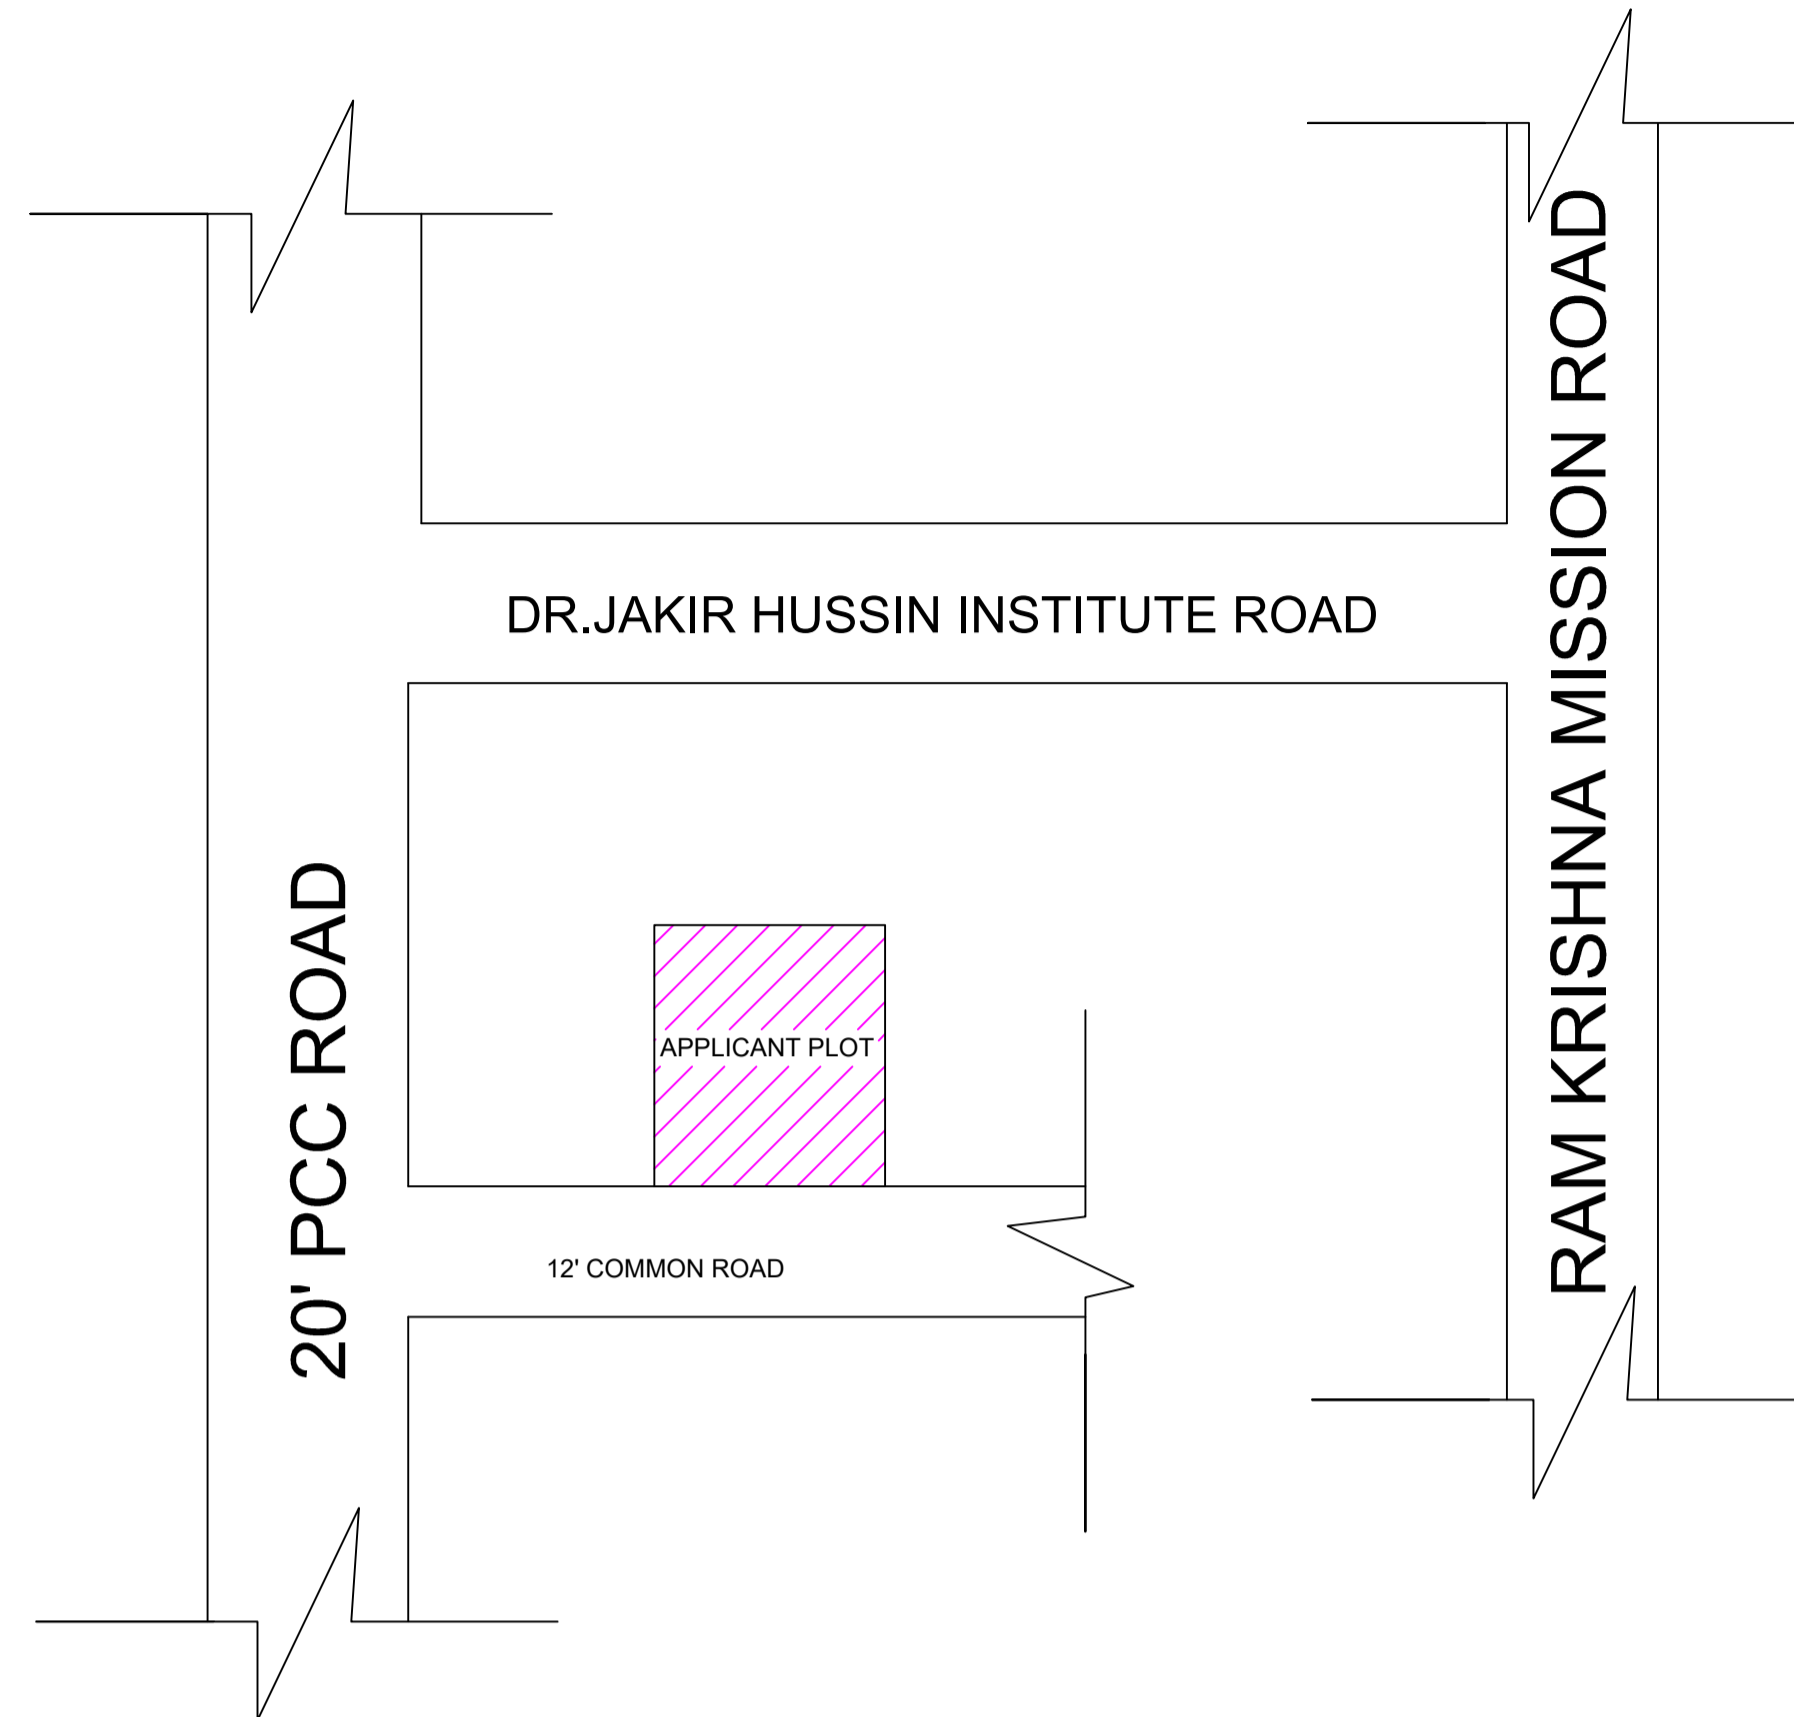 RAM KRISHNA MISSION ROAD
DR.JAKIR HUSSIN INSTITUTE ROAD
20' PCC ROAD
APPLICANT PLOT
12' COMMON ROAD